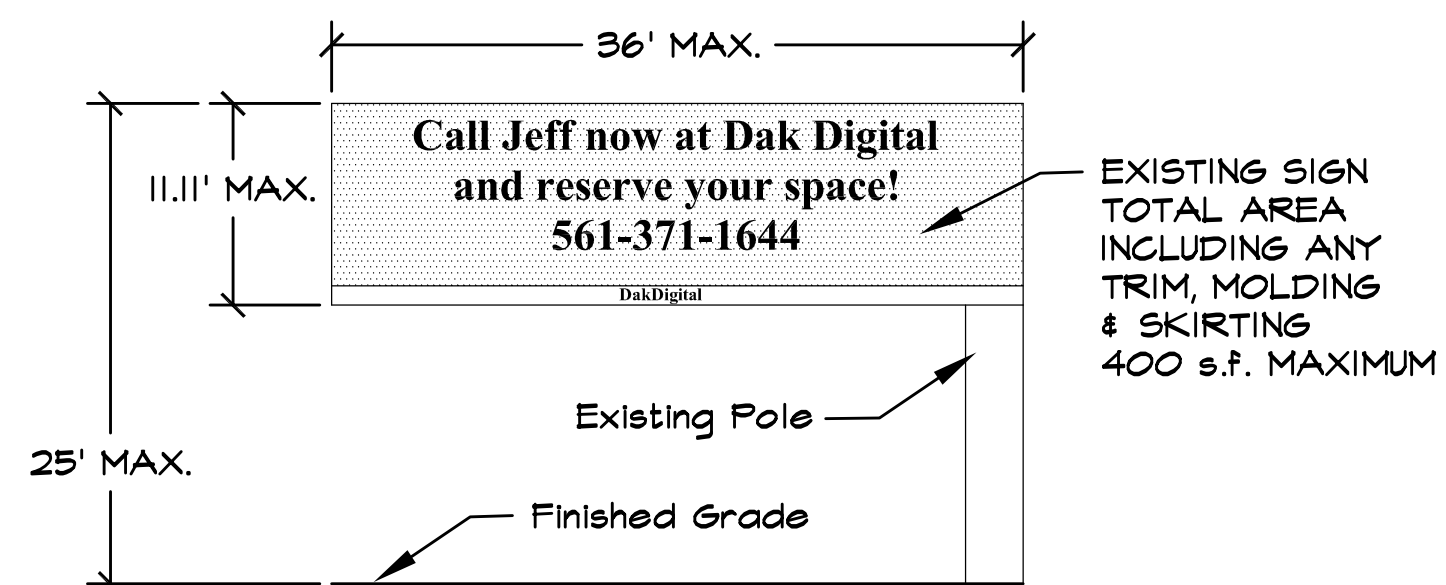 36' MAX.
11.11' MAX.
Call Jeff now at Dak Digital
and reserve your space!
561-371-1644
DakDigital
EXISTING SIGN
TOTAL AREA
INCLUDING ANY
TRIM, MOLDING
& SKIRTING
400 s.f. MAXIMUM
Existing Pole
25' MAX.
Finished Grade